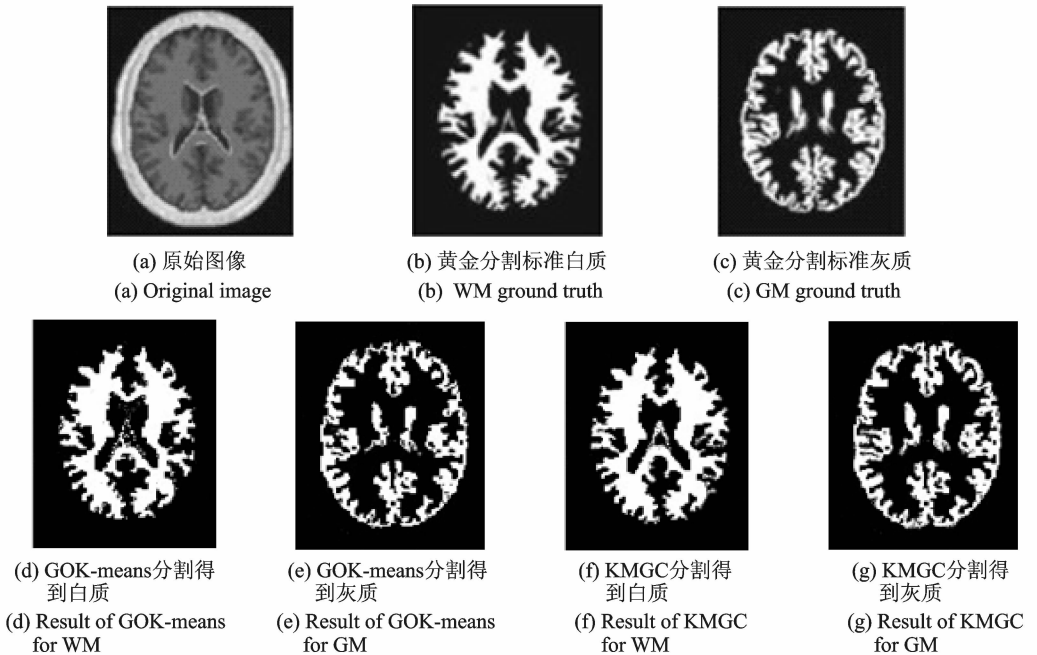 (a) 原始图像
(b) 黄金分割标准白质
(c) 黄金分割标准灰质
(a) Original image
(b) WM ground truth
(c) GM ground truth
(d) GOK-means分割得
到白质
(e) GOK-means分割得
到灰质
(f) KMGC分割得
到白质
(g) KMGC分割得
到灰质
(d) Result of GOK-means
for WM
(e) Result of GOK-means
for GM
(f) Result of KMGC
for WM
(g) Result of KMGC
for GM